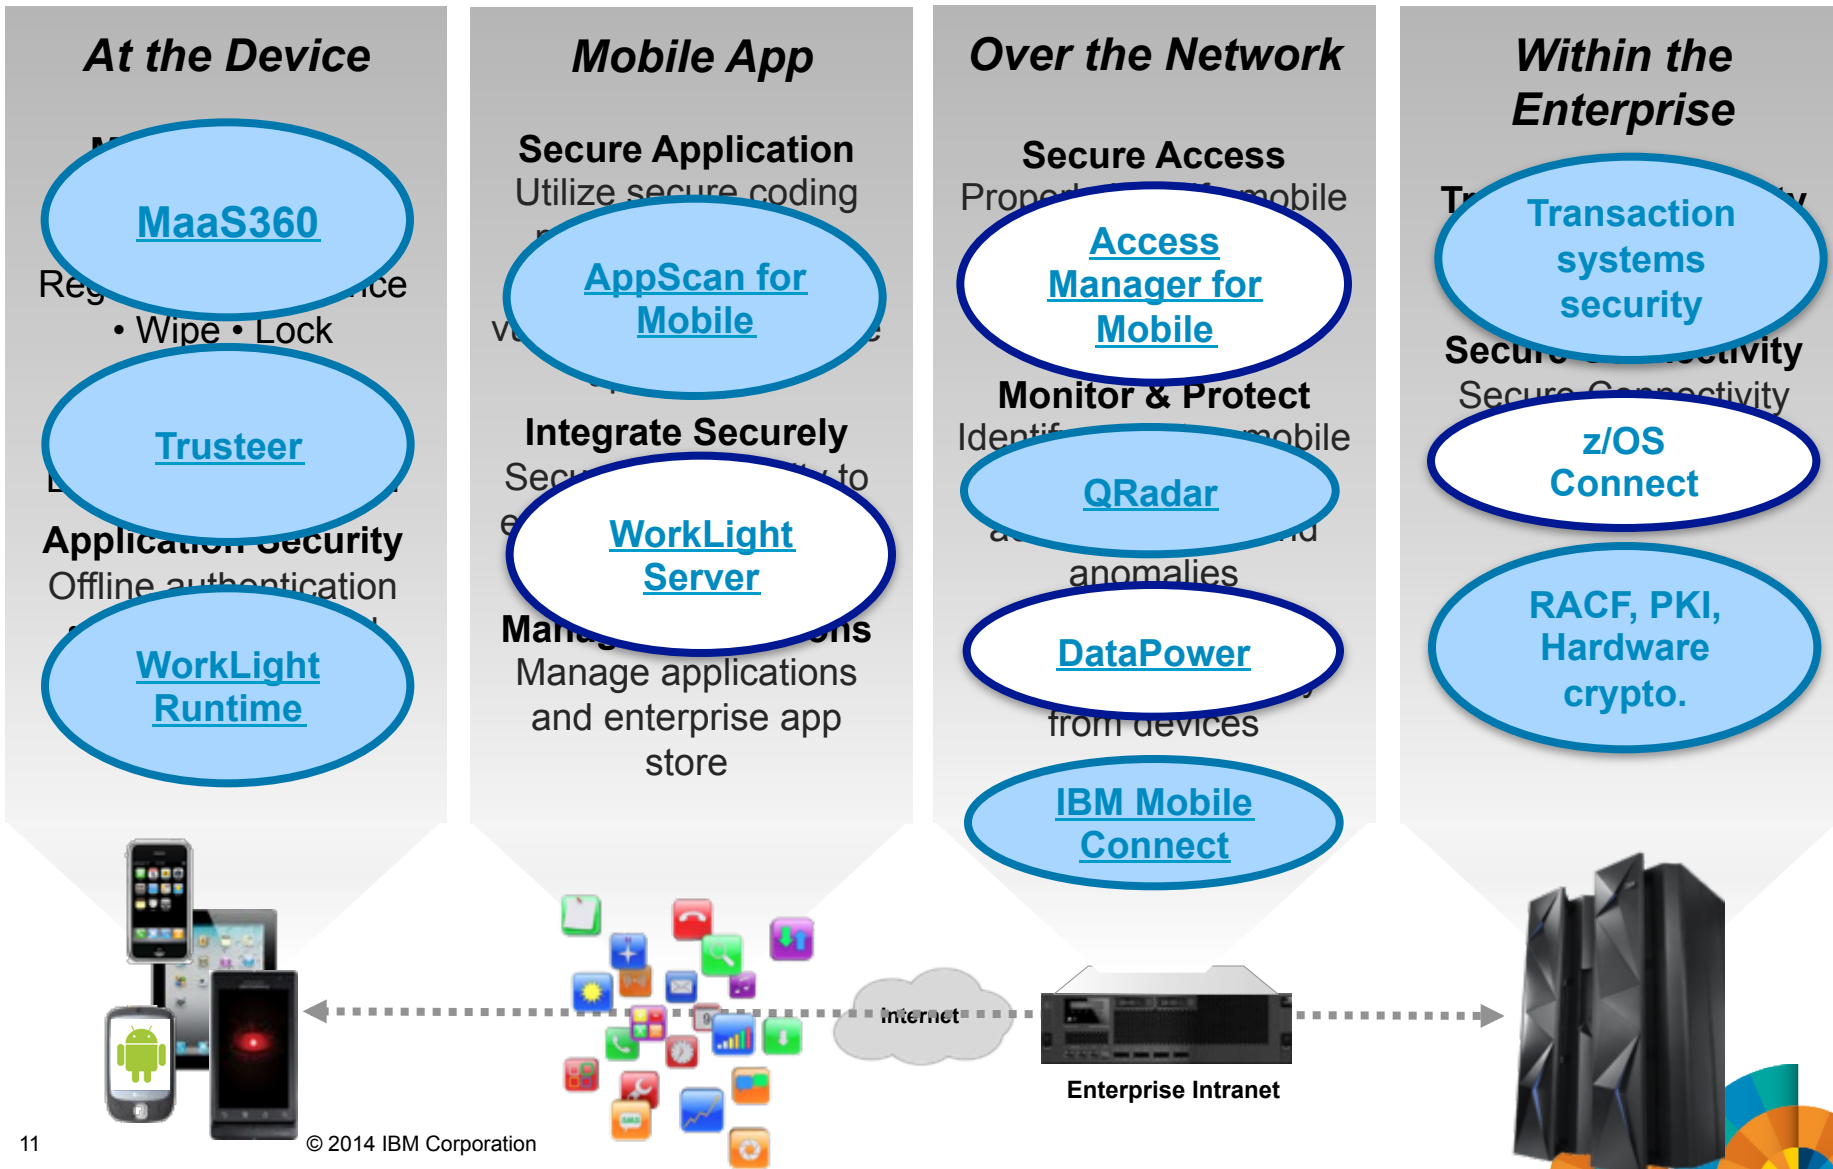 At the Device
MaaS360
• Wipe • Lock
Trusteer
Application Security
Offline authentication
WorkLight
Runtime
Mobile App
Secure Application
Utilize secure coding
AppScan for
Mobile
Integrate Securely
to
WorkLight
Server
Manage applications
and enterprise app
store
Over the Network
Secure Access
mobile
Access
Manager for
Mobile
Monitor & Protect
mobile
QRadar
anomalies
DataPower
from devices
IBM Mobile
Connect
Within the
Enterprise
Transaction
systems
security
Secure Connectivity
Secure Connectivity
z/OS
Connect
RACF, PKI,
Hardware
crypto.
Internet
Enterprise Intranet
11
© 2014 IBM Corporation